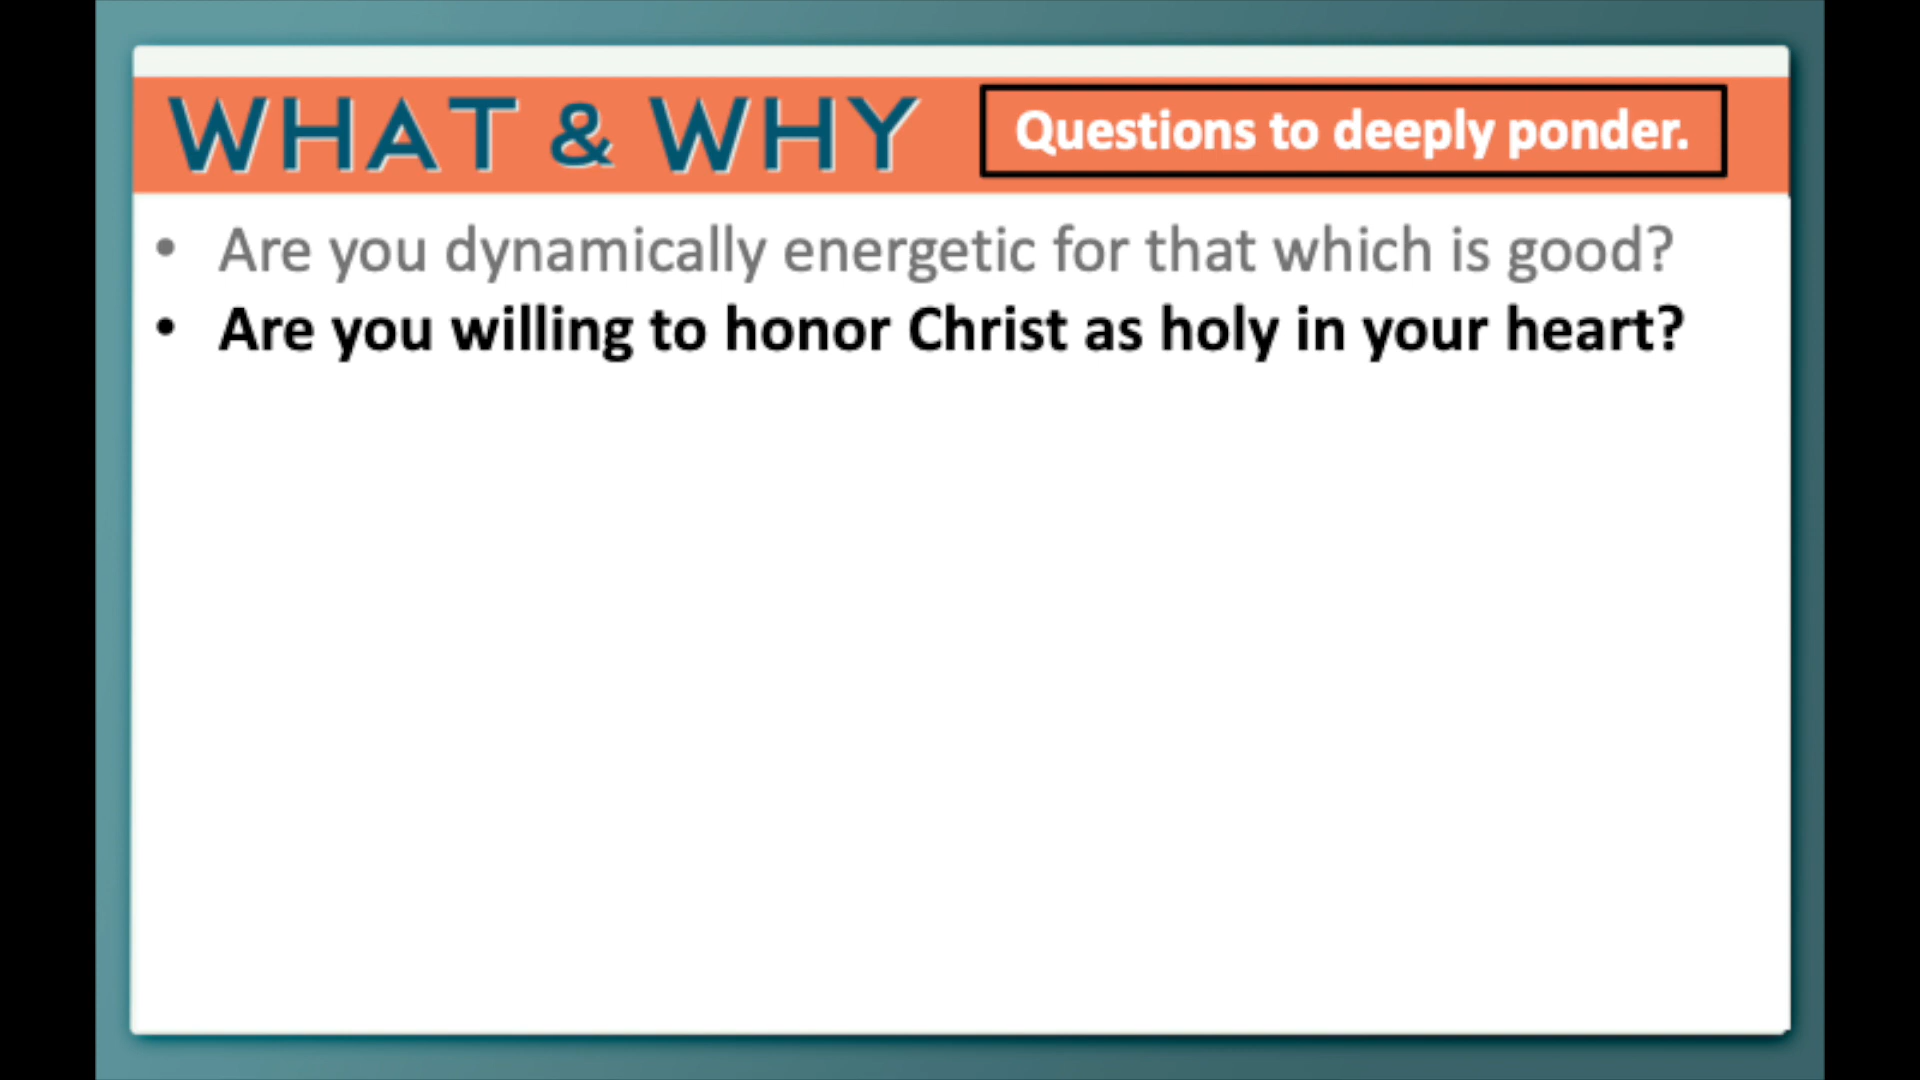 WHAT & WHY
Questions to deeply ponder.
• Are you dynamically energetic for that which is good?
• Are you willing to honor Christ as holy in your heart?